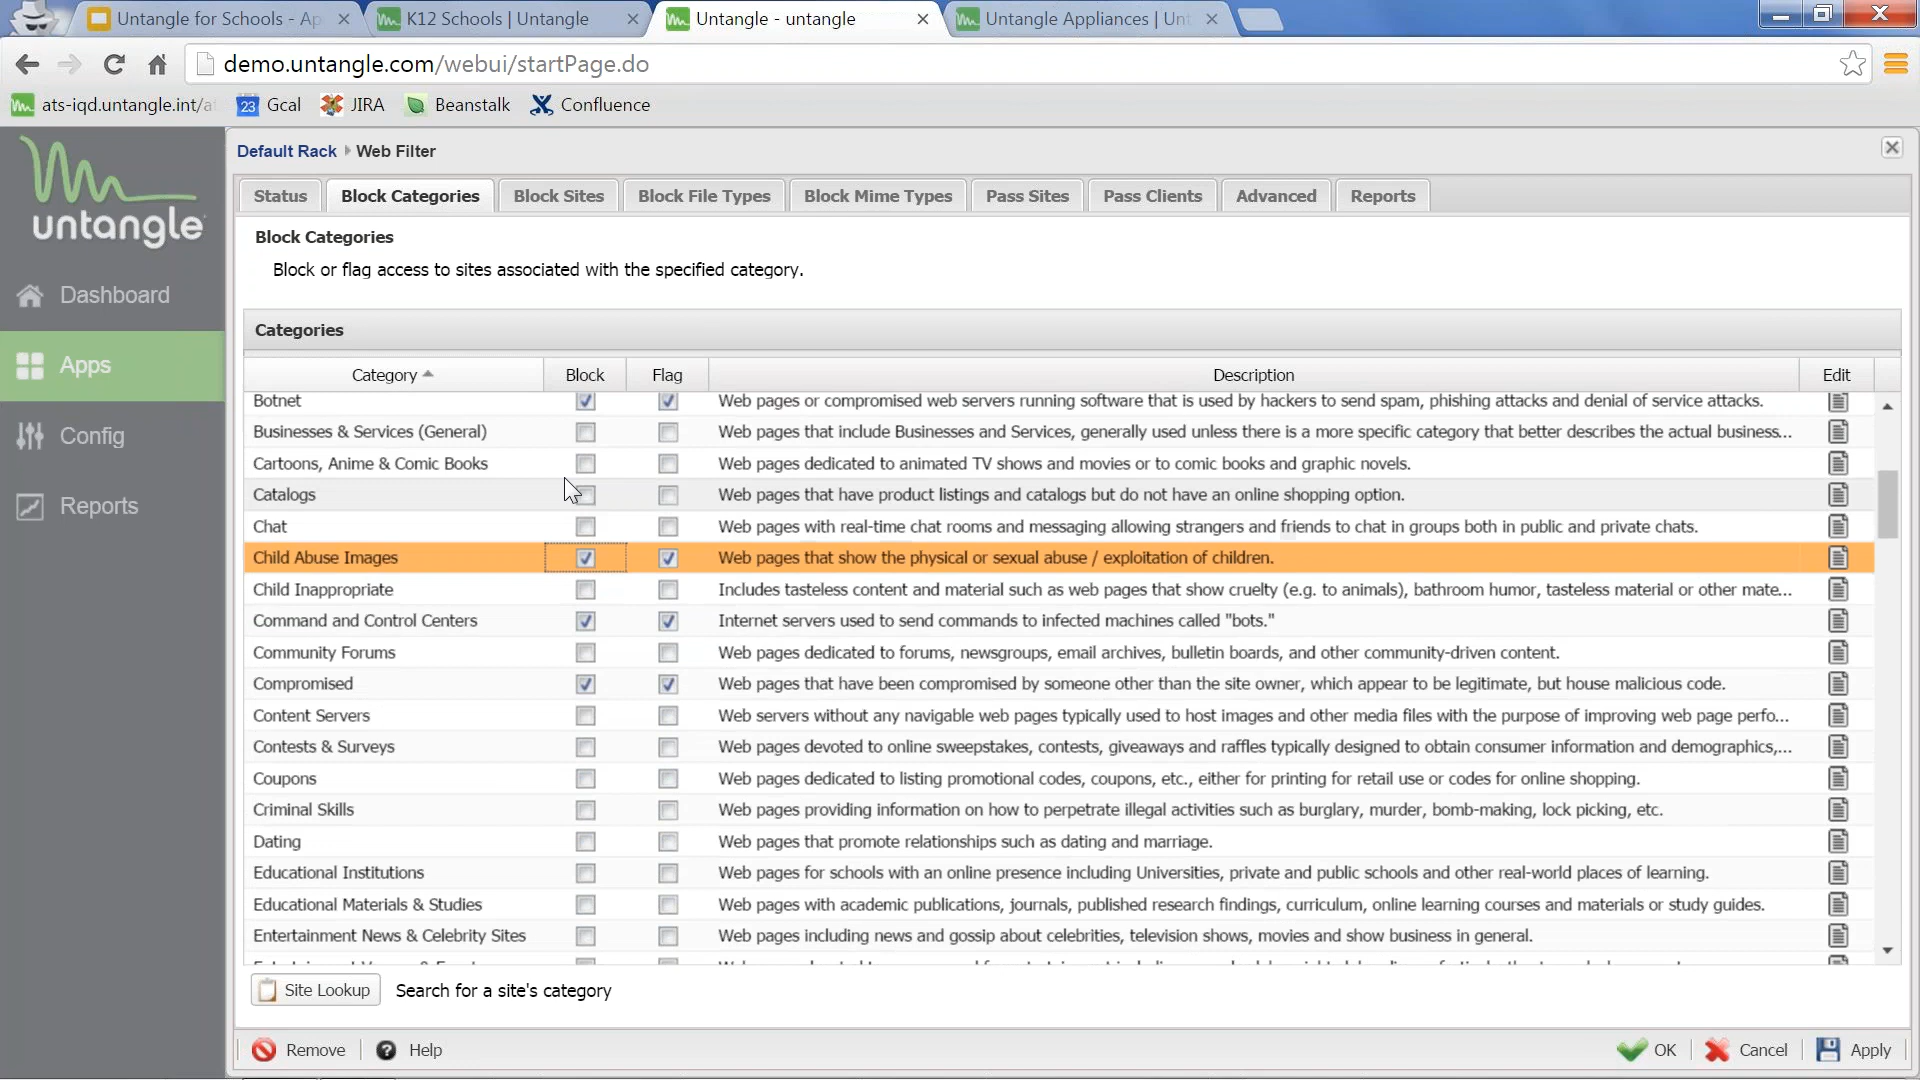 Untangle for Schools - Ap
K12 Schools | Untangle
Untangle - untangle
Untangle Appliances | Unt
demo.untangle.com/webui/startPage.do
ats-iqd.untangle.int/a
23 Gcal
JIRA
Beanstalk
Confluence
untangle
Dashboard
Apps
Config
Reports
Default Rack Web Filter
Status
Block Categories
Block Sites
Block File Types
Block Mime Types
Pass Sites
Pass Clients
Advanced
Reports
Block Categories
Block or flag access to sites associated with the specified category.
Categories
Category Block Flag Description Edit
Botnet Web pages or compromised web servers running software that is used by hackers to send spam, phishing attacks and denial of service attacks.
Businesses & Services (General) Web pages that include Businesses and Services, generally used unless there is a more specific category that better describes the actual business...
Cartoons, Anime & Comic Books Web pages dedicated to animated TV shows and movies or to comic books and graphic novels.
Catalogs Web pages that have product listings and catalogs but do not have an online shopping option.
Chat Web pages with real-time chat rooms and messaging allowing strangers and friends to chat in groups both in public and private chats.
Child Abuse Images Web pages that show the physical or sexual abuse / exploitation of children.
Child Inappropriate Includes tasteless content and material such as web pages that show cruelty (e.g. to animals), bathroom humor, tasteless material or other mate...
Command and Control Centers Internet servers used to send commands to infected machines called "bots."
Community Forums Web pages dedicated to forums, newsgroups, email archives, bulletin boards, and other community-driven content.
Compromised Web pages that have been compromised by someone other than the site owner, which appear to be legitimate, but house malicious code.
Content Servers Web servers without any navigable web pages typically used to host images and other media files with the purpose of improving web page perfo...
Contests & Surveys Web pages devoted to online sweepstakes, contests, giveaways and raffles typically designed to obtain consumer information and demographics,...
Coupons Web pages dedicated to listing promotional codes, coupons, etc., either for printing for retail use or codes for online shopping.
Criminal Skills Web pages providing information on how to perpetrate illegal activities such as burglary, murder, bomb-making, lock picking, etc.
Dating Web pages that promote relationships such as dating and marriage.
Educational Institutions Web pages for schools with an online presence including Universities, private and public schools and other real-world places of learning.
Educational Materials & Studies Web pages with academic publications, journals, published research findings, curriculum, online learning courses and materials or study guides.
Entertainment News & Celebrity Sites Web pages including news and gossip about celebrities, television shows, movies and show business in general.
Site Lookup Search for a site's category
Remove
Help
OK
Cancel
Apply